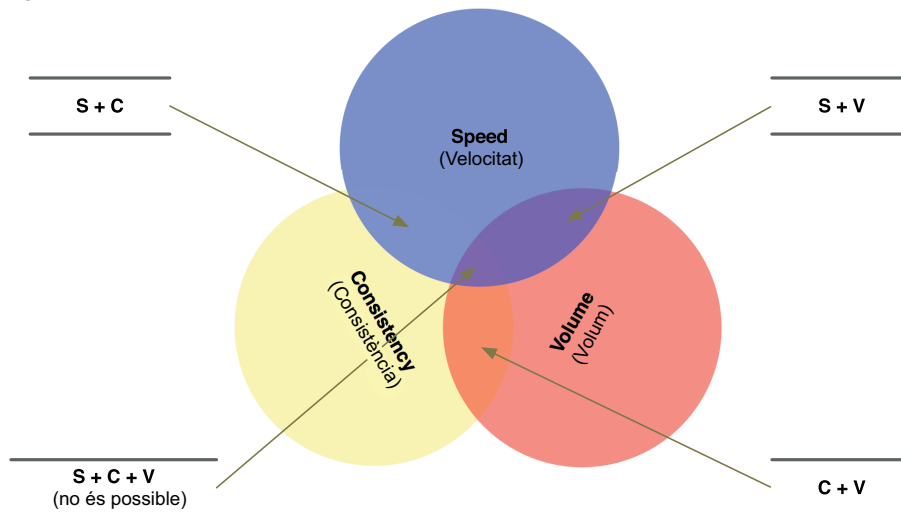 S + C
S + V
Speed
(Velocitat)
Consistency
(Consistència)
Volume
(Volum)
S + C + V
(no és possible)
C + V